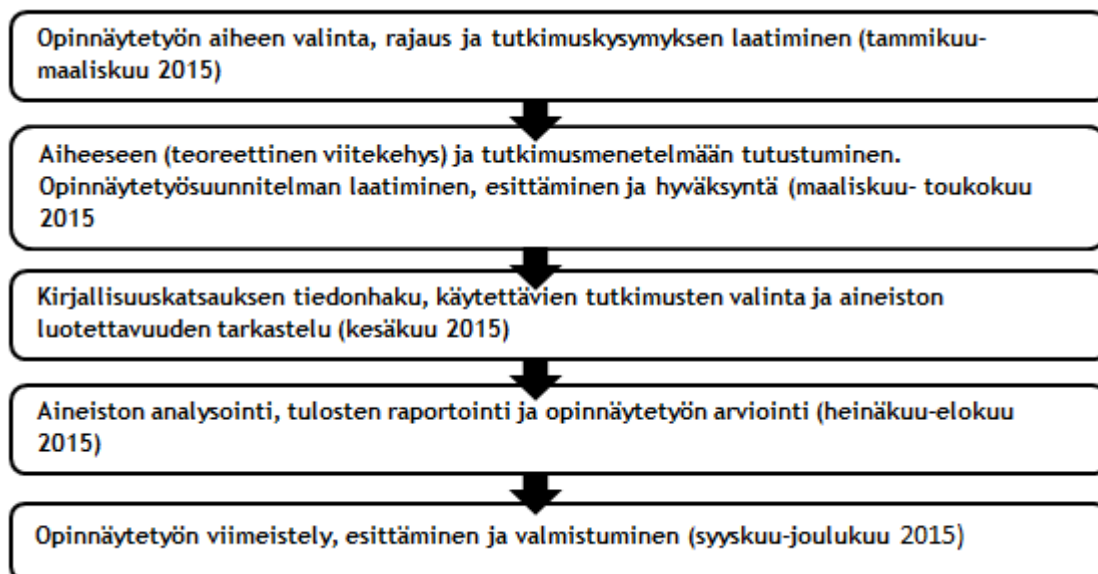 Opinnäytetyön aiheen valinta, rajaus ja tutkimuskysymyksen laatiminen (tammikuu-
maaliskuu 2015)
Aiheeseen (teoreettinen viitekehys) ja tutkimusmenetelmään tutustuminen.
Opinnäytetyösuunnitelman laatiminen, esittäminen ja hyväksyntä (maaliskuu- toukokuu
2015
Kirjallisuuskatsauksen tiedonhaku, käytettävien tutkimusten valinta ja aineiston
luotettavuuden tarkastelu (kesäkuu 2015)
Aineiston analysointi, tulosten raportointi ja opinnäytetyön arviointi (heinäkuu-elokuu
2015)
Opinnäytetyön viimeistely, esittäminen ja valmistuminen (syyskuu-joulukuu 2015)